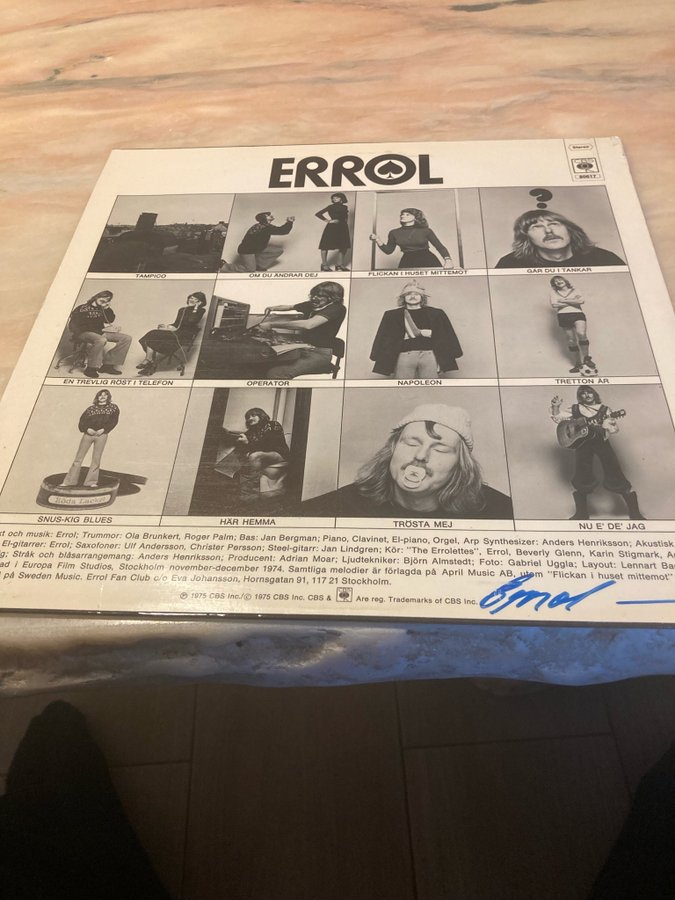 ERROL
Stereo
CBS
80617
TAMPICO
OM DU ÄNDRAR DEJ
FLICKAN I HUSET MITTEMOT
GÅR DU I TANKAR
?
EN TREVLIG RÖST I TELEFON
OPERATOR
NAPOLEON
TRETTON ÅR
Röda Lacket
SNUS-KIG BLUES
HÄR HEMMA
TRÖSTA MEJ
NU E' DE' JAG
t och musik: Errol; Trummor: Ola Brunkert, Roger Palm; Bas: Jan Bergman; Piano, Clavinet, El-piano, Orgel, Arp Synthesizer: Anders Henriksson; Akustisk
El-gitarrer: Errol; Saxofoner: Ulf Andersson, Christer Persson; Steel-gitarr: Jan Lindgren; Kör: "The Errolettes", Errol, Beverly Glenn, Karin Stigmark, A
g; Stråk och blåsarrangemang: Anders Henriksson; Producent: Adrian Moar; Ljudtekniker: Björn Almstedt; Foto: Gabriel Uggla; Layout: Lennart Ba
ad i Europa Film Studios, Stockholm november-december 1974. Samtliga melodier är förlagda på April Music AB, utom "Flickan i huset mittemot"
på Sweden Music. Errol Fan Club c/o Eva Johansson, Hornsgatan 91, 117 21 Stockholm.
℗ 1975 CBS Inc./© 1975 CBS Inc. CBS & Are reg. Trademarks of CBS Inc.
Errol